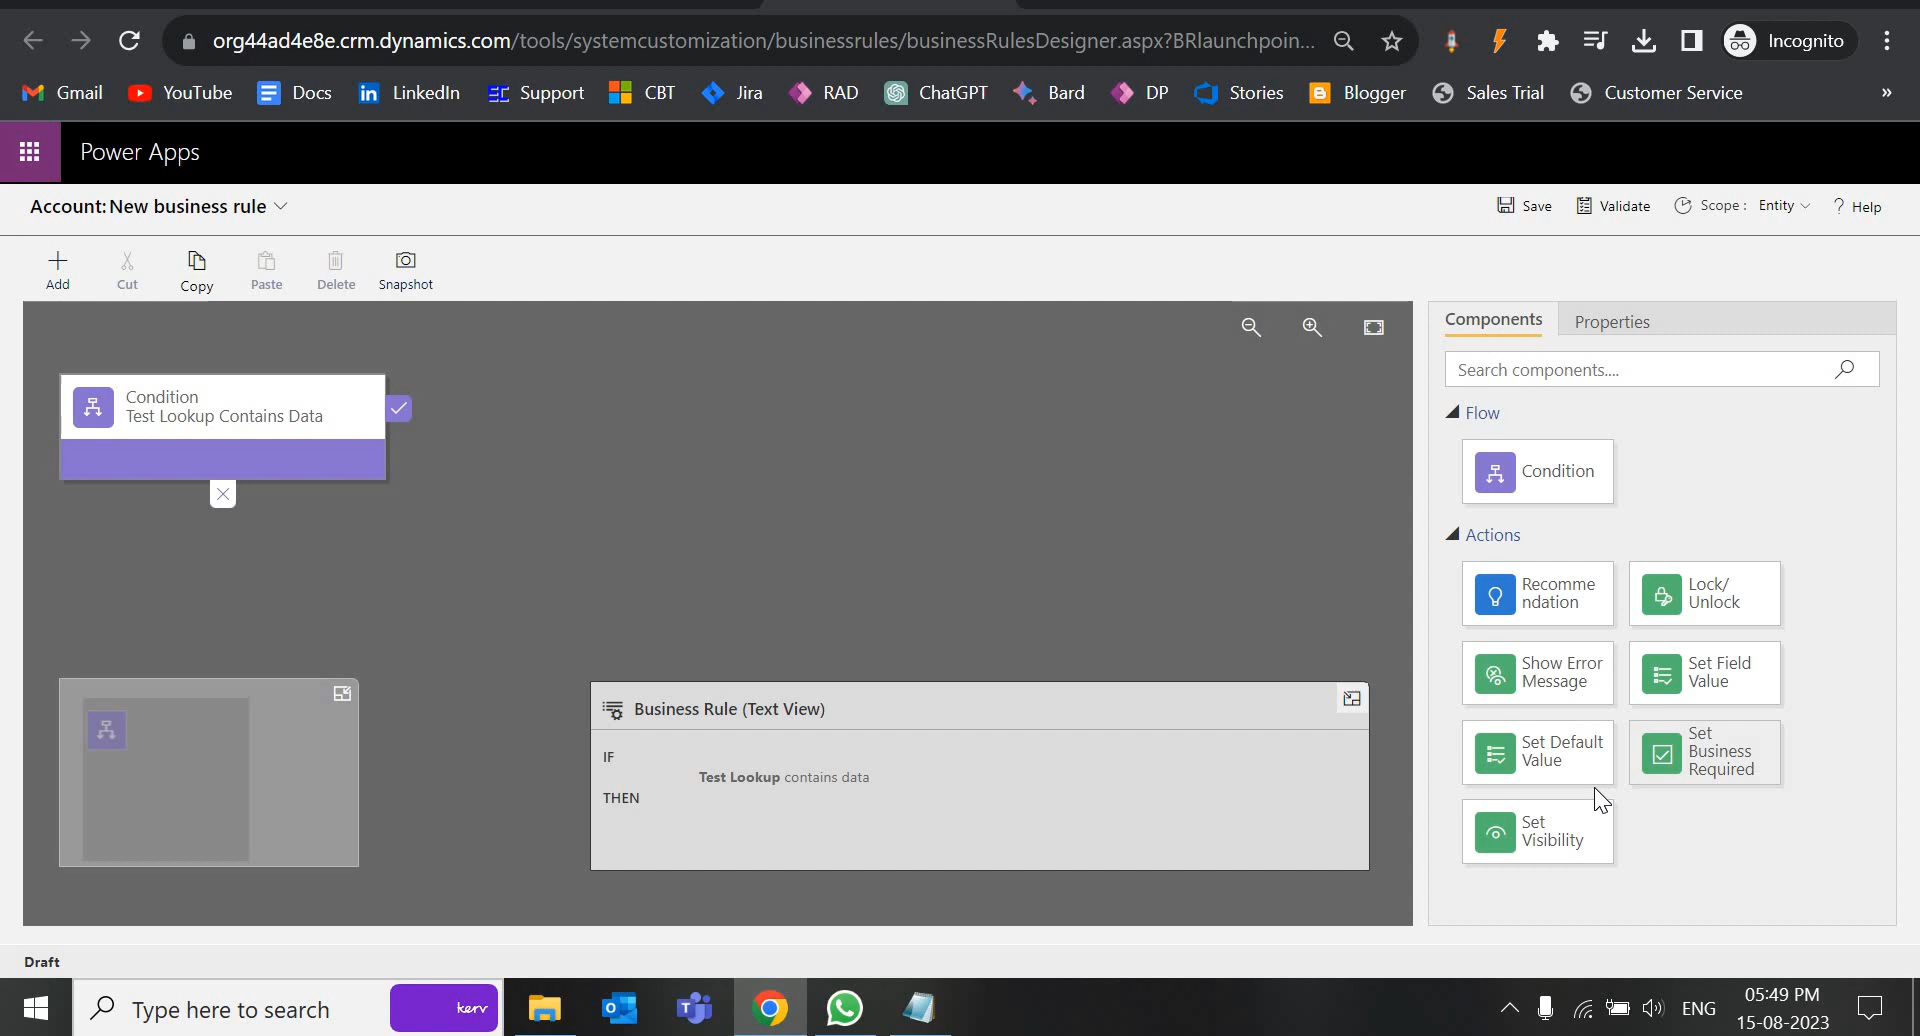 org44ad4e8e.crm.dynamics.com/tools/systemcustomization/businessrules/businessRulesDesigner.aspx?BRlaunchpoin...
Incognito
Gmail YouTube Docs LinkedIn Support CBT Jira RAD ChatGPT Bard DP Stories Blogger Sales Trial Customer Service »
Power Apps
Account: New business rule
Save Validate Scope : Entity ? Help
Add Cut Copy Paste Delete Snapshot
Components Properties
Search components....
Flow
Condition
Test Lookup Contains Data
Condition
Actions
Recomme
ndation
Lock/
Unlock
Show Error
Message
Set Field
Value
Set Default
Value
Set
Business
Required
Set
Visibility
Business Rule (Text View)
IF
Test Lookup contains data
THEN
Draft
Type here to search
kerv
ENG
05:49 PM
15-08-2023